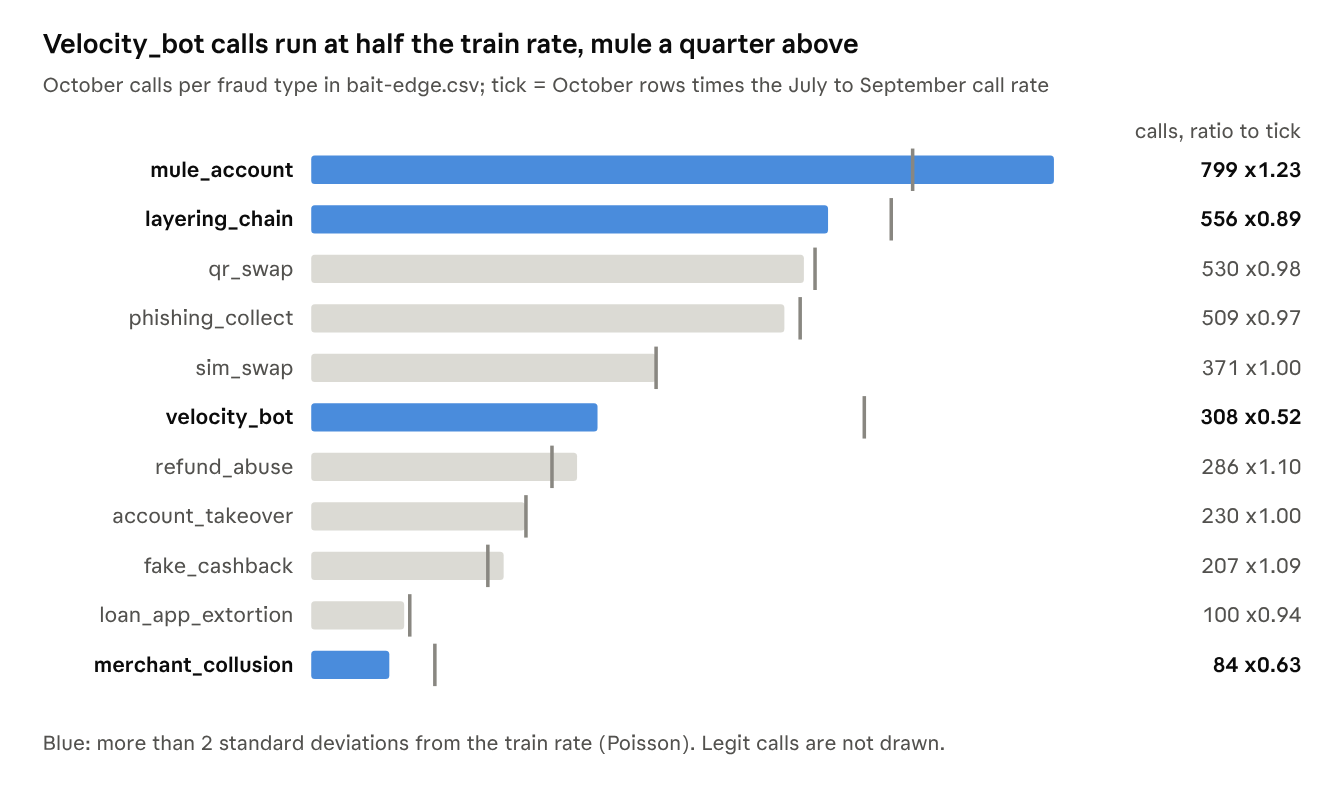 Velocity_bot calls run at half the train rate, mule a quarter above
October calls per fraud type in bait-edge.csv; tick = October rows times the July to September call rate
calls, ratio to tick
mule_account 799 x1.23
layering_chain 556 x0.89
qr_swap 530 x0.98
phishing_collect 509 x0.97
sim_swap 371 x1.00
velocity_bot 308 x0.52
refund_abuse 286 x1.10
account_takeover 230 x1.00
fake_cashback 207 x1.09
loan_app_extortion 100 x0.94
merchant_collusion 84 x0.63
Blue: more than 2 standard deviations from the train rate (Poisson). Legit calls are not drawn.